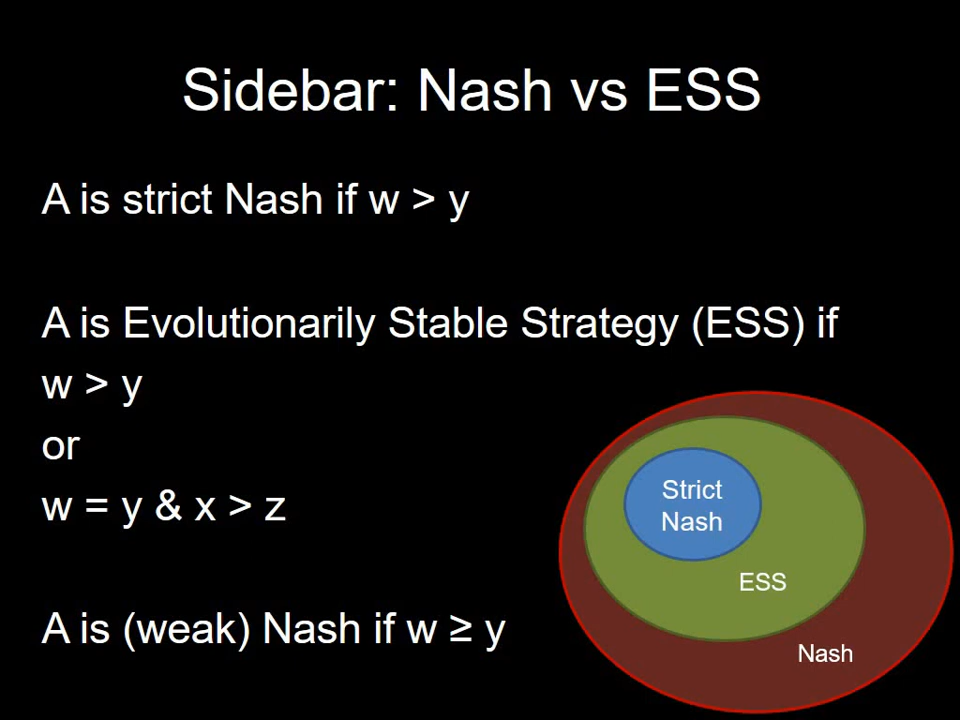 Sidebar: Nash vs ESS
A is strict Nash if w > y
A is Evolutionarily Stable Strategy (ESS) if
w > y
or
w = y & x > z
A is (weak) Nash if w ≥ y
Strict
Nash
ESS
Nash